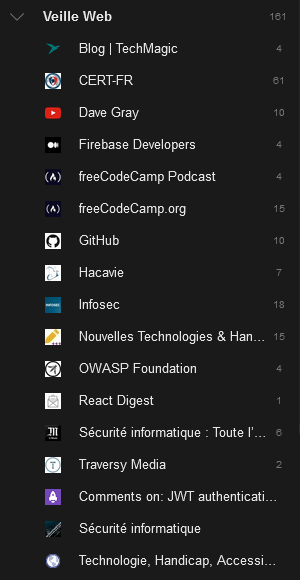 Veille Web 161
Blog | TechMagic 4
CERT-FR 61
Dave Gray 10
Firebase Developers 4
freeCodeCamp Podcast 4
freeCodeCamp.org 15
GitHub 10
Hacavie 7
Infosec 18
Nouvelles Technologies & Han... 15
OWASP Foundation 4
React Digest 1
Sécurité informatique : Toute l’... 6
Traversy Media 2
Comments on: JWT authenticati...
Sécurité informatique
Technologie, Handicap, Accessi...